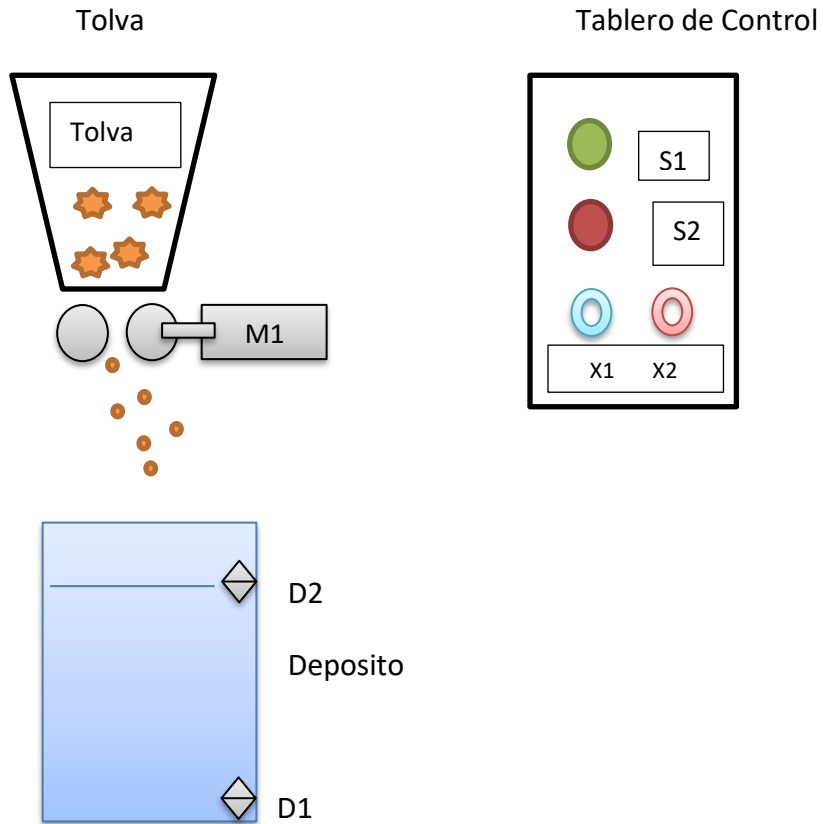 Tolva
Tablero de Control
Tolva
S1
S2
M1
X1 X2
D2
Deposito
D1